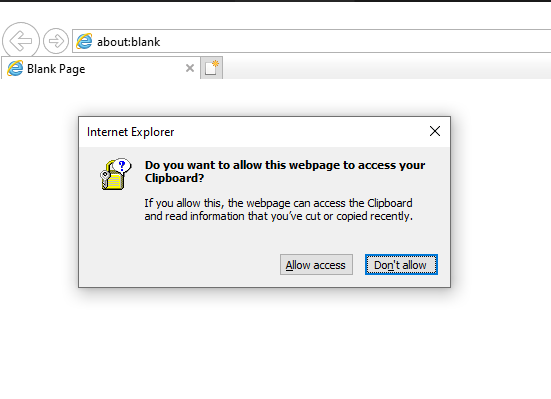 about:blank
Blank Page
Internet Explorer
Do you want to allow this webpage to access your
Clipboard?
If you allow this, the webpage can access the Clipboard
and read information that you've cut or copied recently.
Allow access
Don't allow